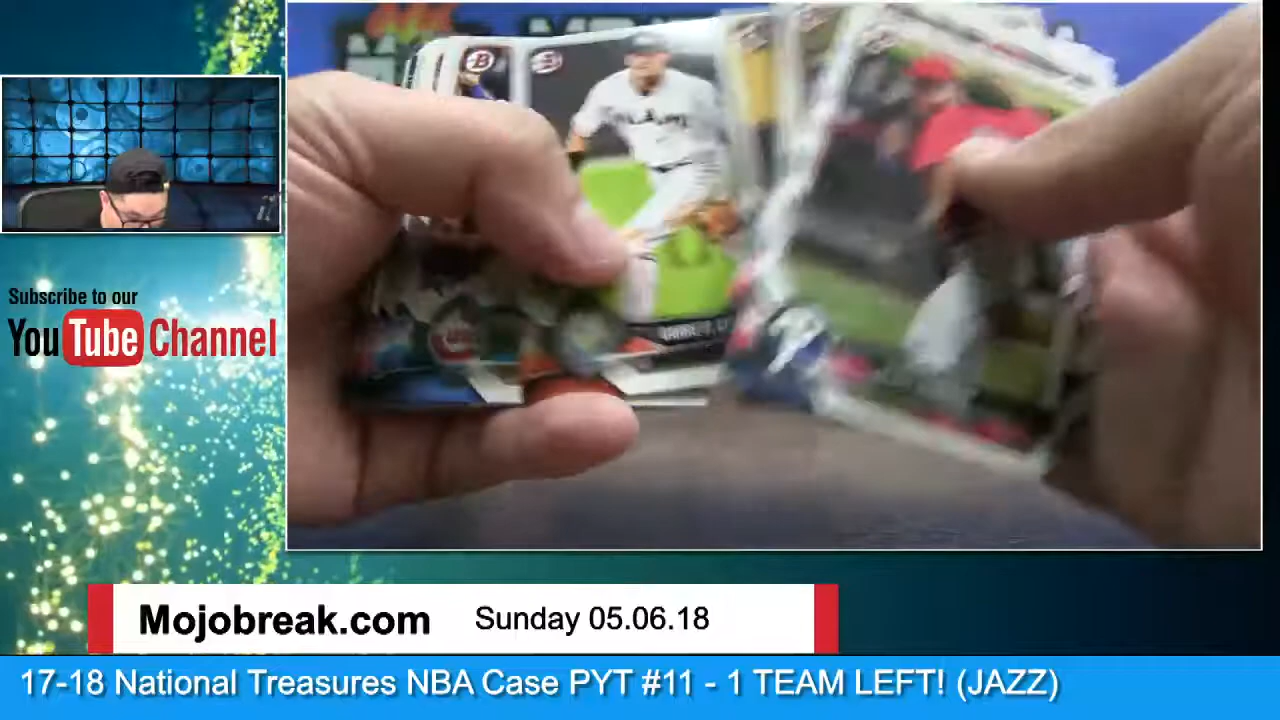 MIAMI
Subscribe to our
YouTube Channel
Mojobreak.com
Sunday 05.06.18
17-18 National Treasures NBA Case PYT #11 - 1 TEAM LEFT! (JAZZ)